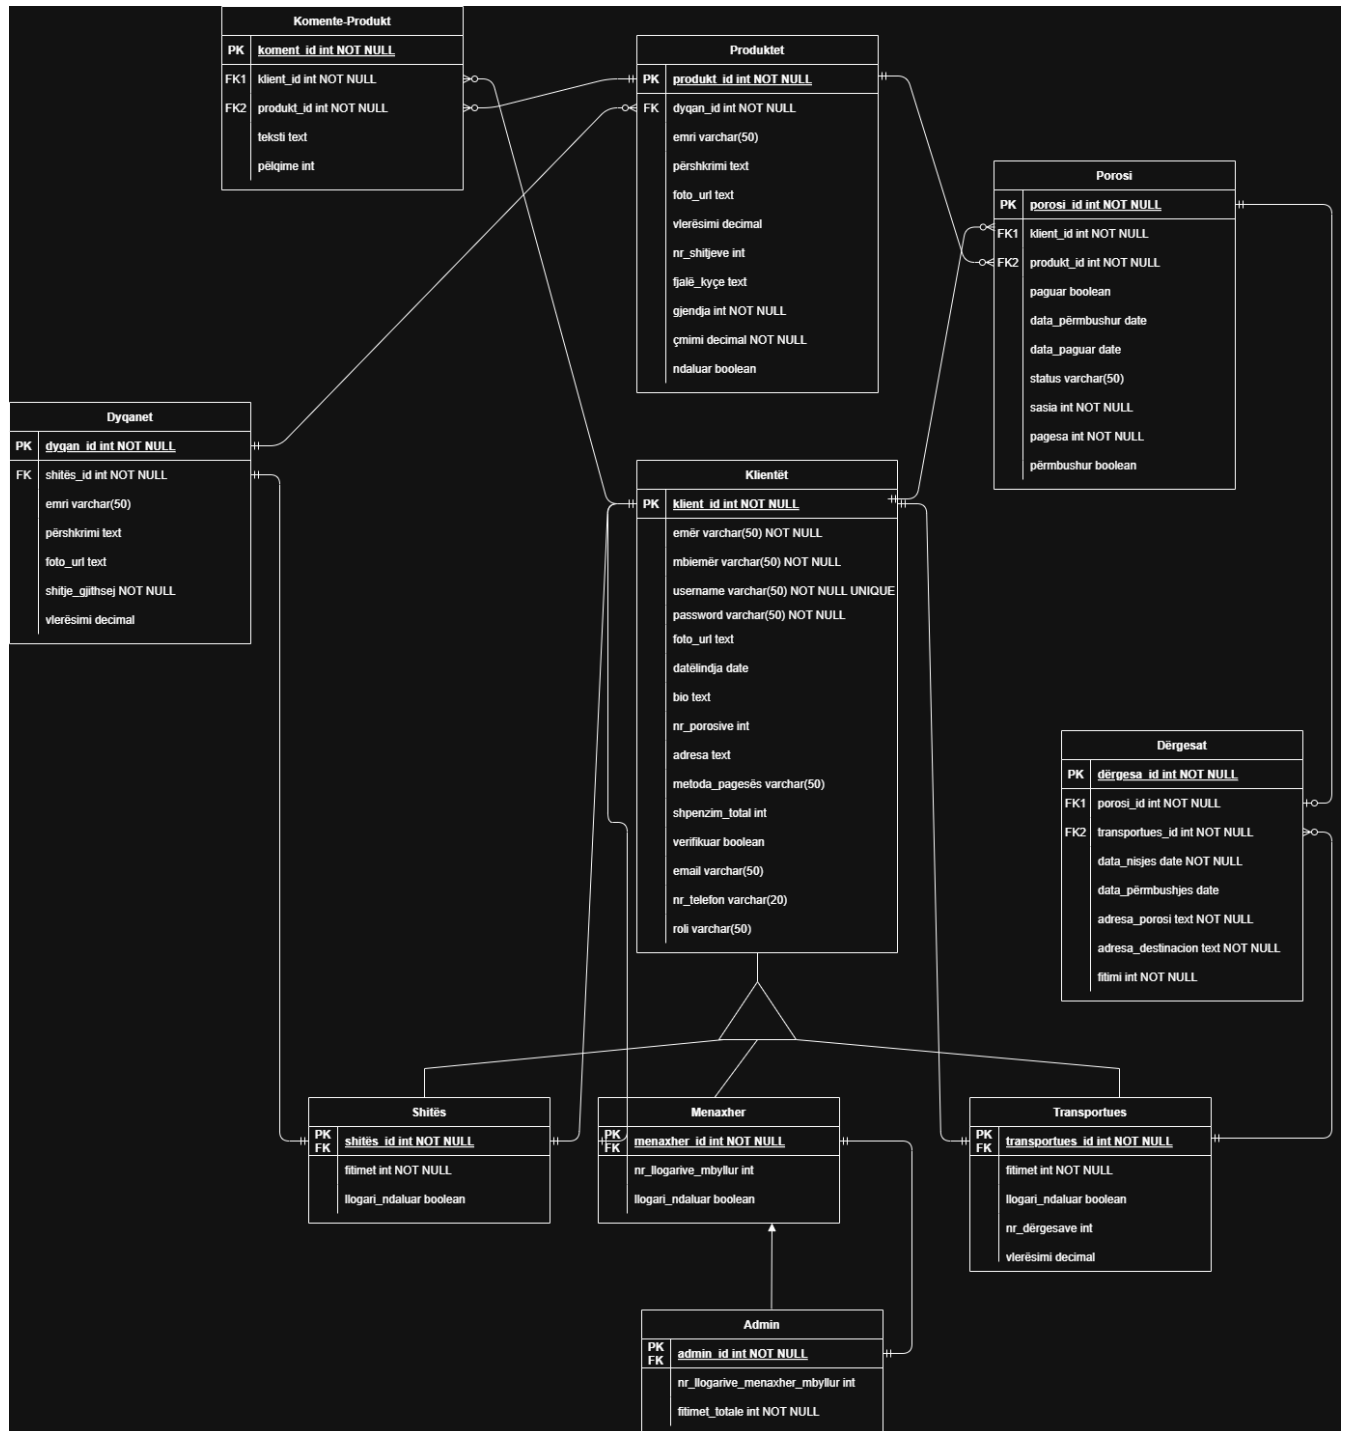 Komente-Produkt
PK koment_id int NOT NULL
FK1 klient_id int NOT NULL
FK2 produkt_id int NOT NULL
teksti text
pëlqime int
Produktet
PK produkt_id int NOT NULL
FK dyqan_id int NOT NULL
emri varchar(50)
përshkrimi text
foto_url text
vlerësimi decimal
nr_shitjeve int
fjalë_kyçe text
gjendja int NOT NULL
çmimi decimal NOT NULL
ndaluar boolean
Porosi
PK porosi_id int NOT NULL
FK1 klient_id int NOT NULL
FK2 produkt_id int NOT NULL
paguar boolean
data_përmbushur date
data_paguar date
status varchar(50)
sasia int NOT NULL
pagesa int NOT NULL
përmbushur boolean
Dyqanet
PK dyqan_id int NOT NULL
FK shitës_id int NOT NULL
emri varchar(50)
përshkrimi text
foto_url text
shitje_gjithsej NOT NULL
vlerësimi decimal
Klientët
PK klient_id int NOT NULL
emër varchar(50) NOT NULL
mbiemër varchar(50) NOT NULL
username varchar(50) NOT NULL UNIQUE
password varchar(50) NOT NULL
foto_url text
datëlindja date
bio text
nr_porosive int
adresa text
metoda_pagesës varchar(50)
shpenzim_total int
verifikuar boolean
email varchar(50)
nr_telefon varchar(20)
roli varchar(50)
Dërgesat
PK dërgesa_id int NOT NULL
FK1 porosi_id int NOT NULL
FK2 transportues_id int NOT NULL
data_nisjes date NOT NULL
data_përmbushjes date
adresa_porosi text NOT NULL
adresa_destinacion text NOT NULL
fitimi int NOT NULL
Shitës
PK
FK shitës_id int NOT NULL
fitimet int NOT NULL
llogari_ndaluar boolean
Menaxher
PK
FK menaxher_id int NOT NULL
nr_llogarive_mbyllur int
llogari_ndaluar boolean
Transportues
PK
FK transportues_id int NOT NULL
fitimet int NOT NULL
llogari_ndaluar boolean
nr_dërgesave int
vlerësimi decimal
Admin
PK
FK admin_id int NOT NULL
nr_llogarive_menaxher_mbyllur int
fitimet_totale int NOT NULL